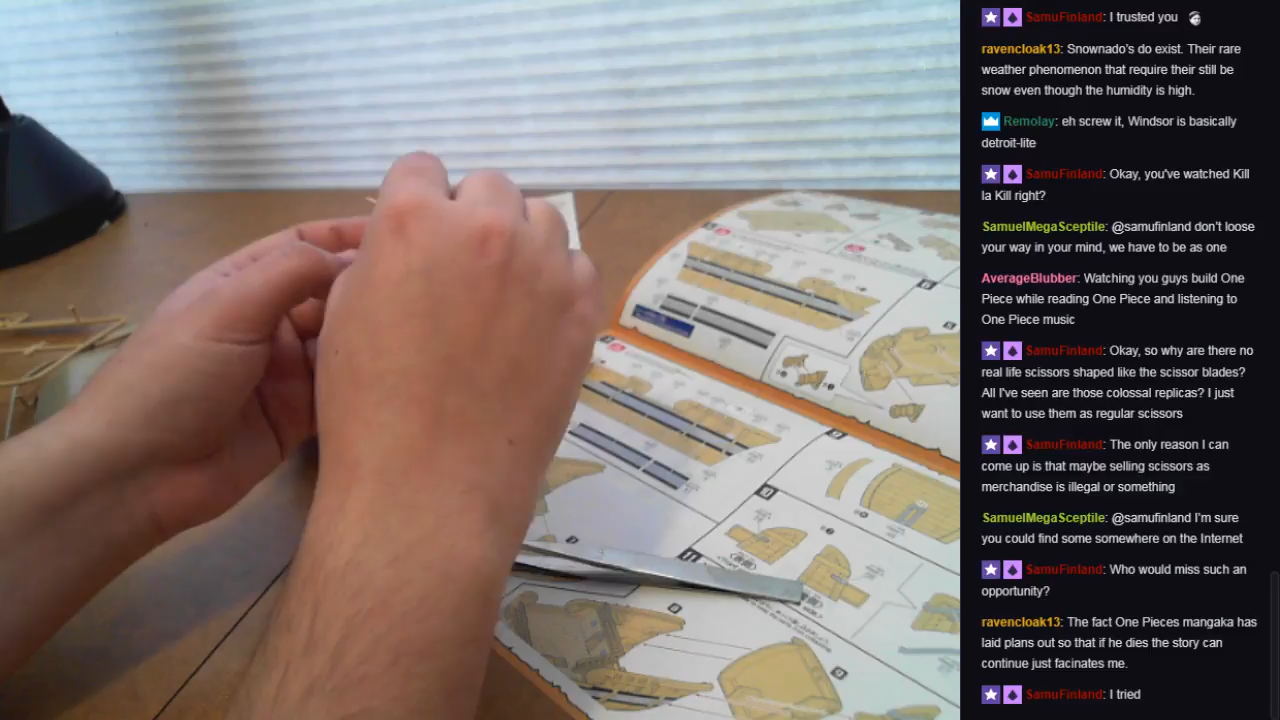 SamuFinland: I trusted you
ravencloak13: Snownado's do exist. Their rare
weather phenomenon that require their still be
snow even though the humidity is high.
Remolay: eh screw it, Windsor is basically
detroit-lite
SamuFinland: Okay, you've watched Kill
la Kill right?
SamuelMegaSceptile: @samufinland don't loose
your way in your mind, we have to be as one
AverageBlubber: Watching you guys build One
Piece while reading One Piece and listening to
One Piece music
SamuFinland: Okay, so why are there no
real life scissors shaped like the scissor blades?
All I've seen are those colossal replicas? I just
want to use them as regular scissors
SamuFinland: The only reason I can
come up is that maybe selling scissors as
merchandise is illegal or something
SamuelMegaSceptile: @samufinland I'm sure
you could find some somewhere on the Internet
SamuFinland: Who would miss such an
opportunity?
ravencloak13: The fact One Pieces mangaka has
laid plans out so that if he dies the story can
continue just facinates me.
SamuFinland: I tried